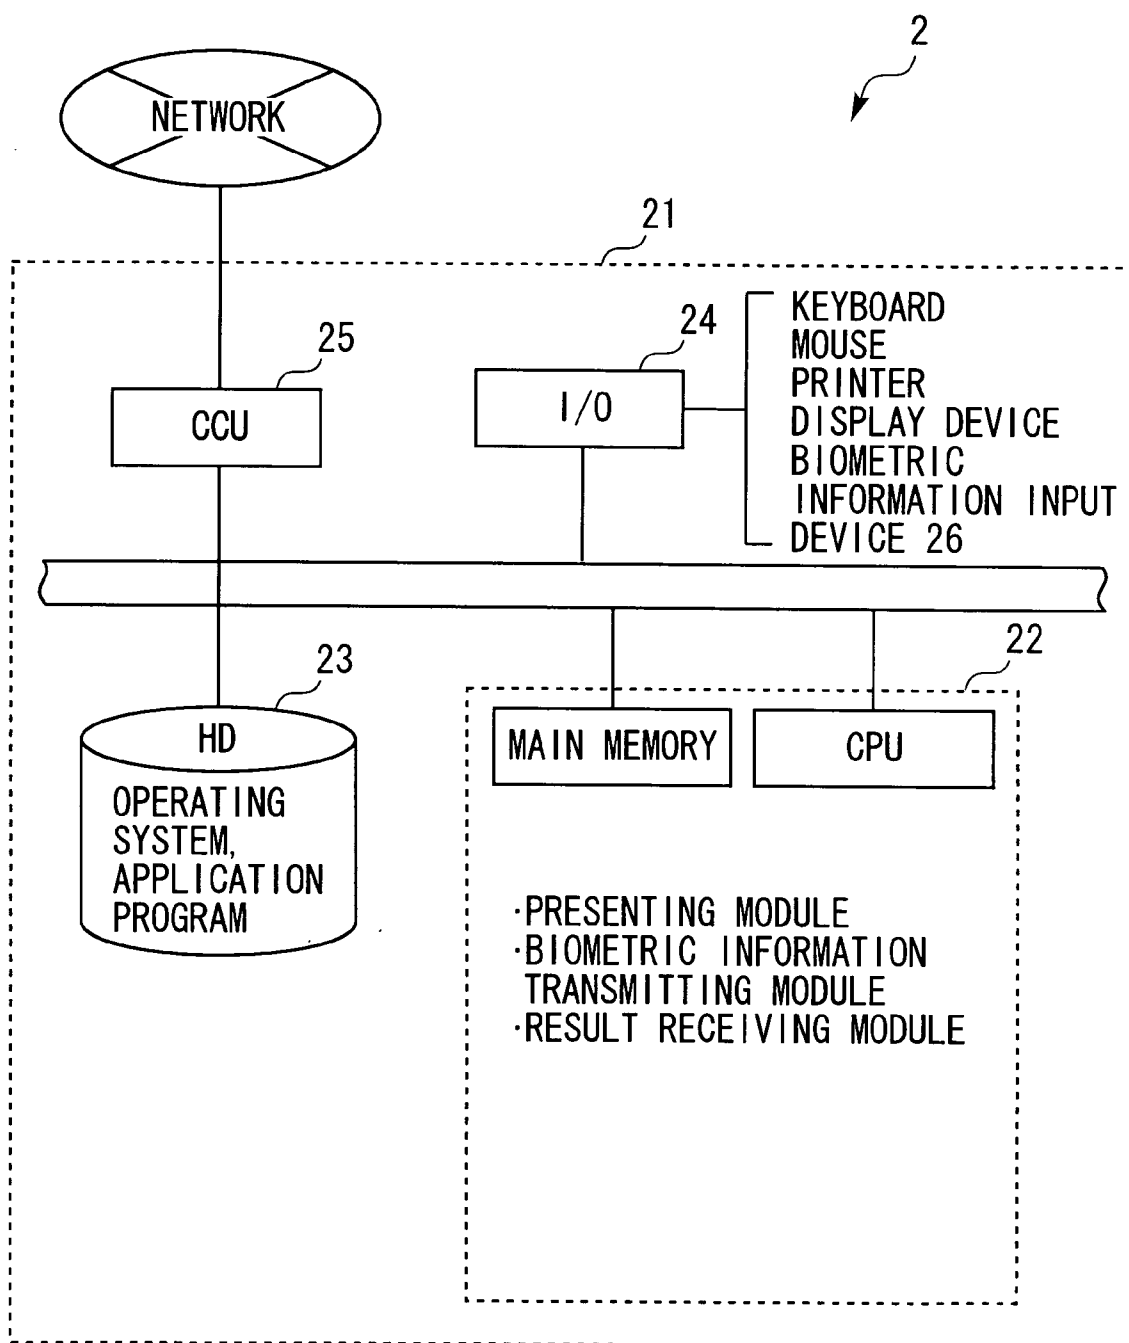 2
NETWORK
21
25
CCU
24
I/O
KEYBOARD
MOUSE
PRINTER
DISPLAY DEVICE
BIOMETRIC
INFORMATION INPUT
DEVICE 26
23
HD
OPERATING
SYSTEM,
APPLICATION
PROGRAM
22
MAIN MEMORY
CPU
·PRESENTING MODULE
·BIOMETRIC INFORMATION
TRANSMITTING MODULE
·RESULT RECEIVING MODULE